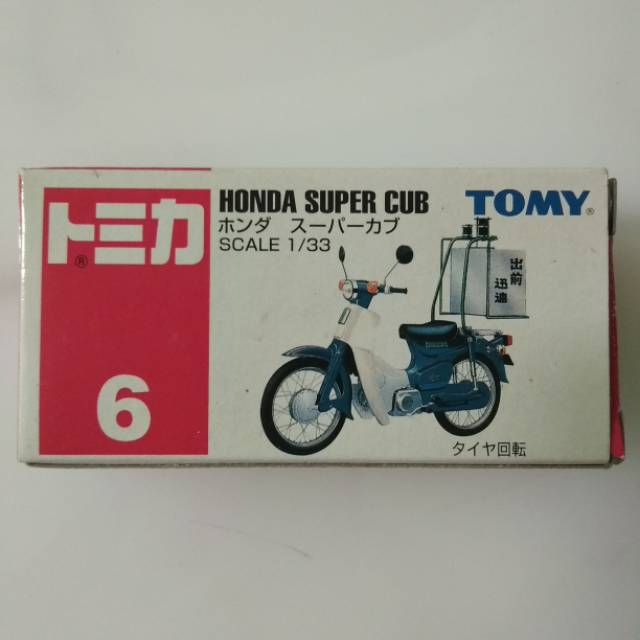 トミカ®
6
HONDA SUPER CUB
ホンダ スーパーカブ
SCALE 1/33
TOMY®
出前
迅速
タイヤ回転